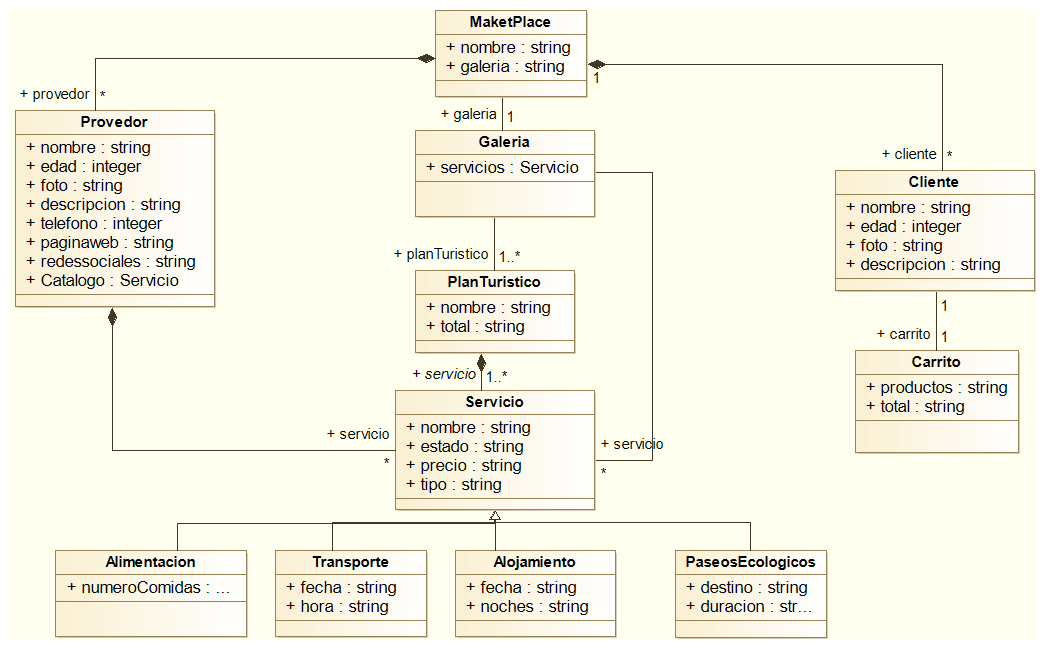 MaketPlace
+ nombre : string
+ galeria : string
1
+ provedor *
Provedor
+ nombre : string
+ edad : integer
+ foto : string
+ descripcion : string
+ telefono : integer
+ paginaweb : string
+ redessociales : string
+ Catalogo : Servicio
+ galeria 1
Galeria
+ servicios : Servicio
+ cliente *
Cliente
+ nombre : string
+ edad : integer
+ foto : string
+ descripcion : string
+ planTuristico 1..*
PlanTuristico
+ nombre : string
+ total : string
1
+ carrito 1
Carrito
+ productos : string
+ total : string
+ servicio 1..*
Servicio
+ nombre : string
+ estado : string
+ precio : string
+ tipo : string
+ servicio
*
+ servicio
*
Alimentacion
+ numeroComidas : ...
Transporte
+ fecha : string
+ hora : string
Alojamiento
+ fecha : string
+ noches : string
PaseosEcologicos
+ destino : string
+ duracion : str...